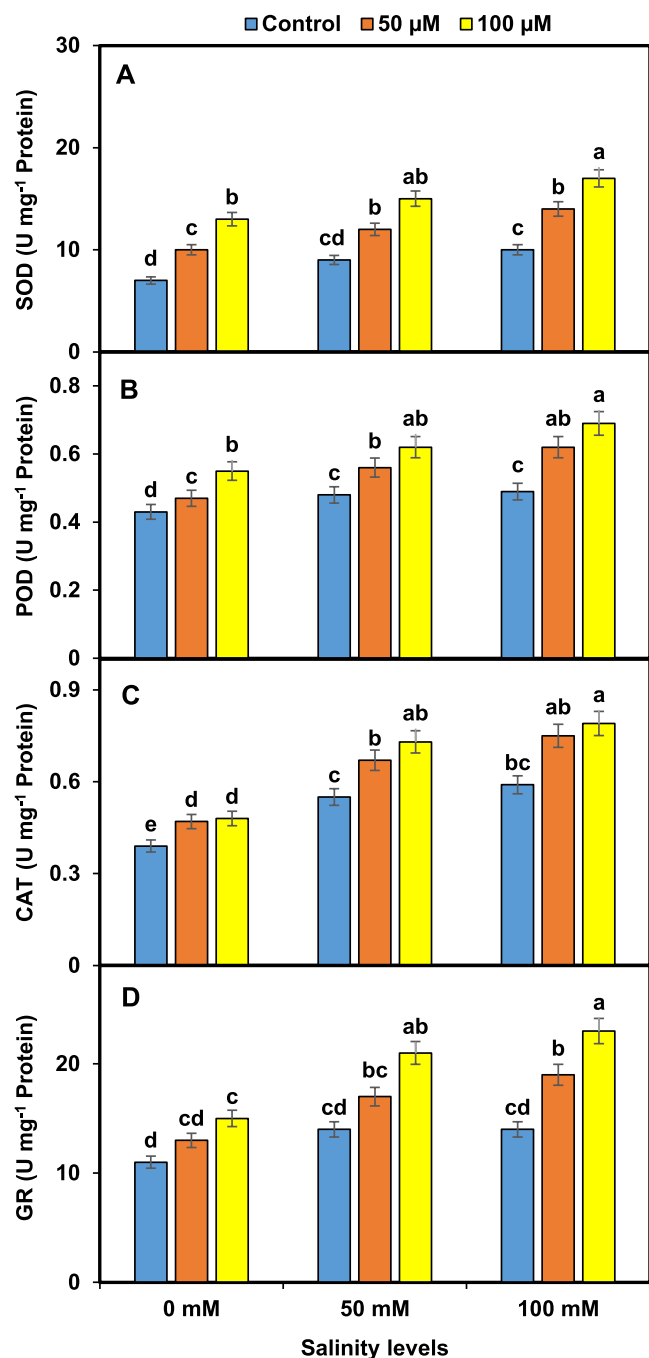 Control 50 µM 100 µM
A
SOD (U mg⁻¹ Protein)
30
20
10
0
d c b cd b ab c b a
B
POD (U mg⁻¹ Protein)
0.8
0.6
0.4
0.2
0
d c b c b ab c ab a
C
CAT (U mg⁻¹ Protein)
0.9
0.6
0.3
0
e d d c b ab bc ab a
D
GR (U mg⁻¹ Protein)
20
10
0
d cd c cd bc ab cd b a
0 mM 50 mM 100 mM
Salinity levels